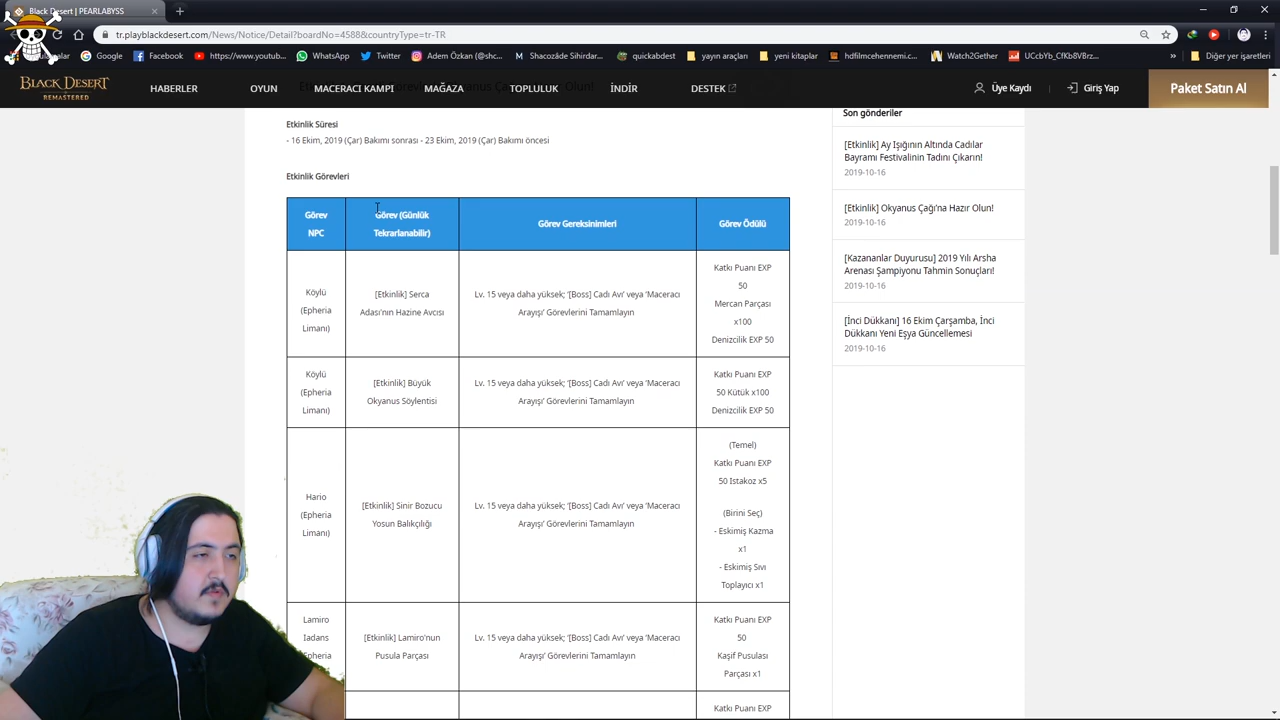 Black Desert | PEARLABYSS
tr.playblackdesert.com/News/Notice/Detail?boardNo=4588&countryType=tr-TR
Google
Facebook
https://www.youtub...
WhatsApp
Twitter
Adem Özkan (@shc...
Shacozâde Sihirdar...
quickabdest
yayın araçları
yeni kitaplar
hdfilmcehennemi.c...
Watch2Gether
UCcbYb_CfKb8VBrz...
Diğer yer işaretleri
BLACK DESERT
REMASTERED
HABERLER
OYUN
MACERACI KAMPI
MAĞAZA
TOPLULUK
İNDİR
DESTEK
Üye Kaydı
Giriş Yap
Paket Satın Al
Etkinlik Süresi
- 16 Ekim, 2019 (Çar) Bakımı sonrası - 23 Ekim, 2019 (Çar) Bakımı öncesi
Etkinlik Görevleri
Görev
NPC
Görev (Günlük
Tekrarlanabilir)
Görev Gereksinimleri
Görev Ödülü
Köylü
(Epheria
Limanı)
[Etkinlik] Serca
Adası'nın Hazine Avcısı
Lv. 15 veya daha yüksek; '[Boss] Cadı Avı' veya 'Maceracı
Arayışı' Görevlerini Tamamlayın
Katkı Puanı EXP
50
Mercan Parçası
x100
Denizcilik EXP 50
Köylü
(Epheria
Limanı)
[Etkinlik] Büyük
Okyanus Söylentisi
Lv. 15 veya daha yüksek; '[Boss] Cadı Avı' veya 'Maceracı
Arayışı' Görevlerini Tamamlayın
Katkı Puanı EXP
50 Kütük x100
Denizcilik EXP 50
Hario
(Epheria
Limanı)
[Etkinlik] Sinir Bozucu
Yosun Balıkçılığı
Lv. 15 veya daha yüksek; '[Boss] Cadı Avı' veya 'Maceracı
Arayışı' Görevlerini Tamamlayın
(Temel)
Katkı Puanı EXP
50 Istakoz x5
(Birini Seç)
- Eskimiş Kazma
x1
- Eskimiş Sıvı
Toplayıcı x1
Lamiro
Iadans
(Epheria
[Etkinlik] Lamiro'nun
Pusula Parçası
Lv. 15 veya daha yüksek; '[Boss] Cadı Avı' veya 'Maceracı
Arayışı' Görevlerini Tamamlayın
Katkı Puanı EXP
50
Kaşif Pusulası
Parçası x1
Katkı Puanı EXP
Son gönderiler
[Etkinlik] Ay Işığının Altında Cadılar
Bayramı Festivalinin Tadını Çıkarın!
2019-10-16
[Etkinlik] Okyanus Çağı'na Hazır Olun!
2019-10-16
[Kazananlar Duyurusu] 2019 Yılı Arsha
Arenası Şampiyonu Tahmin Sonuçları!
2019-10-16
[İnci Dükkanı] 16 Ekim Çarşamba, İnci
Dükkanı Yeni Eşya Güncellemesi
2019-10-16